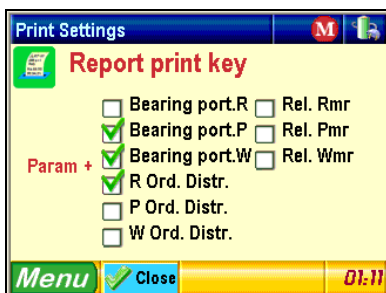 Print Settings M
Report print key
Bearing port.R Rel. Rmr
Bearing port.P Rel. Pmr
Param + Bearing port.W Rel. Wmr
R Ord. Distr.
P Ord. Distr.
W Ord. Distr.
Menu Close 01:11